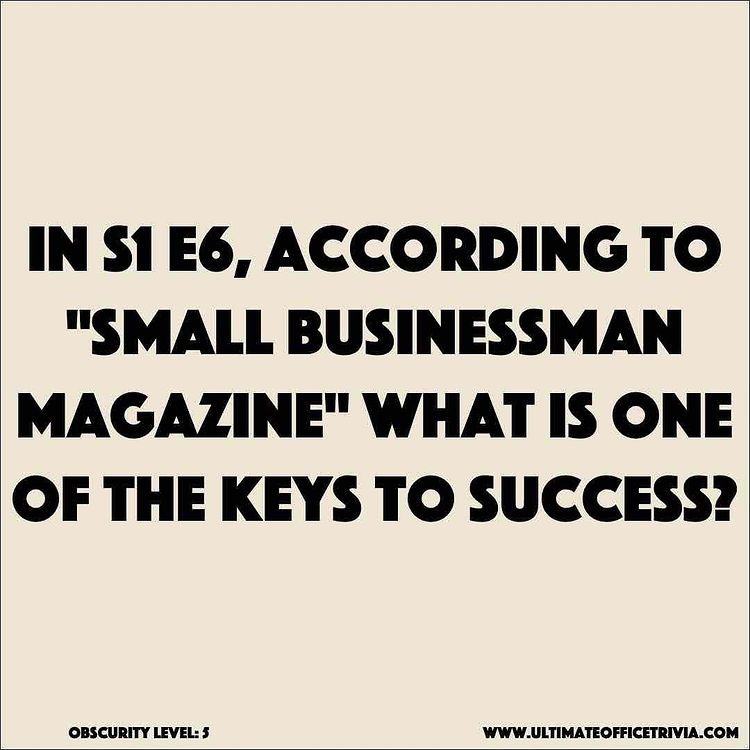 IN S1 E6, ACCORDING TO
"SMALL BUSINESSMAN
MAGAZINE" WHAT IS ONE
OF THE KEYS TO SUCCESS?
OBSCURITY LEVEL: 5
WWW.ULTIMATEOFFICETRIVIA.COM